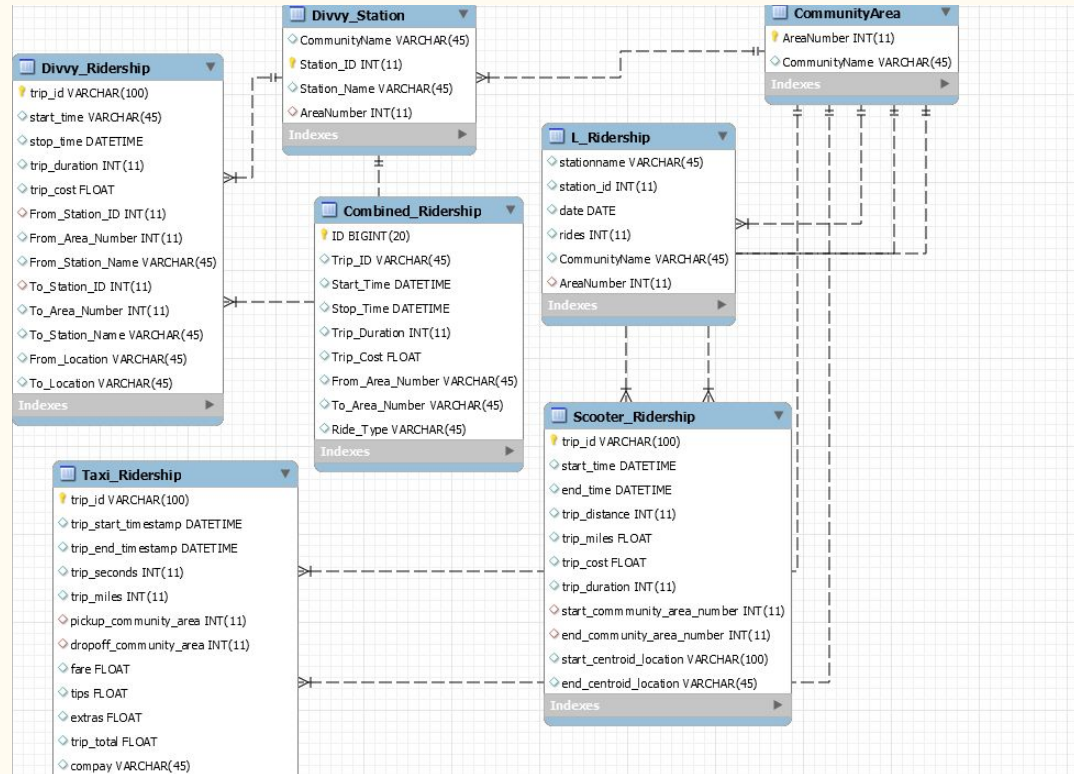 Divvy_Station
CommunityName VARCHAR(45)
Station_ID INT(11)
Station_Name VARCHAR(45)
AreaNumber INT(11)
Indexes
CommunityArea
AreaNumber INT(11)
CommunityName VARCHAR(45)
Indexes
Divvy_Ridership
trip_id VARCHAR(100)
start_time VARCHAR(45)
stop_time DATETIME
trip_duration INT(11)
trip_cost FLOAT
From_Station_ID INT(11)
From_Area_Number INT(11)
From_Station_Name VARCHAR(45)
To_Station_ID INT(11)
To_Area_Number INT(11)
To_Station_Name VARCHAR(45)
From_Location VARCHAR(45)
To_Location VARCHAR(45)
Indexes
L_Ridership
stationname VARCHAR(45)
station_id INT(11)
date DATE
rides INT(11)
CommunityName VARCHAR(45)
AreaNumber INT(11)
Indexes
Combined_Ridership
ID BIGINT(20)
Trip_ID VARCHAR(45)
Start_Time DATETIME
Stop_Time DATETIME
Trip_Duration INT(11)
Trip_Cost FLOAT
From_Area_Number VARCHAR(45)
To_Area_Number VARCHAR(45)
Ride_Type VARCHAR(45)
Indexes
Scooter_Ridership
trip_id VARCHAR(100)
start_time DATETIME
end_time DATETIME
trip_distance INT(11)
trip_miles FLOAT
trip_cost FLOAT
trip_duration INT(11)
start_commmunity_area_number INT(11)
end_community_area_number INT(11)
start_centroid_location VARCHAR(100)
end_centroid_location VARCHAR(45)
Indexes
Taxi_Ridership
trip_id VARCHAR(100)
trip_start_timestamp DATETIME
trip_end_timestamp DATETIME
trip_seconds INT(11)
trip_miles INT(11)
pickup_community_area INT(11)
dropoff_community_area INT(11)
fare FLOAT
tips FLOAT
extras FLOAT
trip_total FLOAT
compay VARCHAR(45)